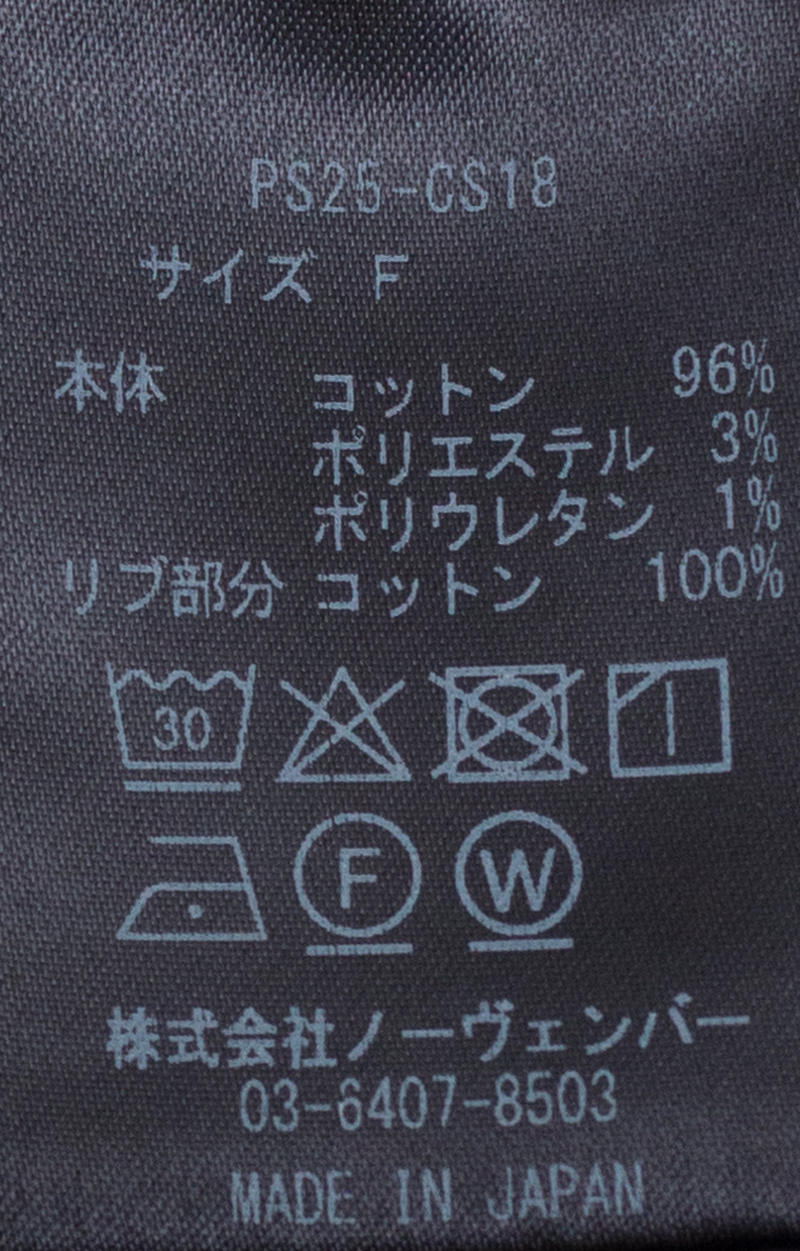 PS25-CS18
サイズ F
本体 コットン 96%
ポリエステル 3%
ポリウレタン 1%
リブ部分 コットン 100%
30
F W
株式会社ノーヴェンバー
03-6407-8503
MADE IN JAPAN